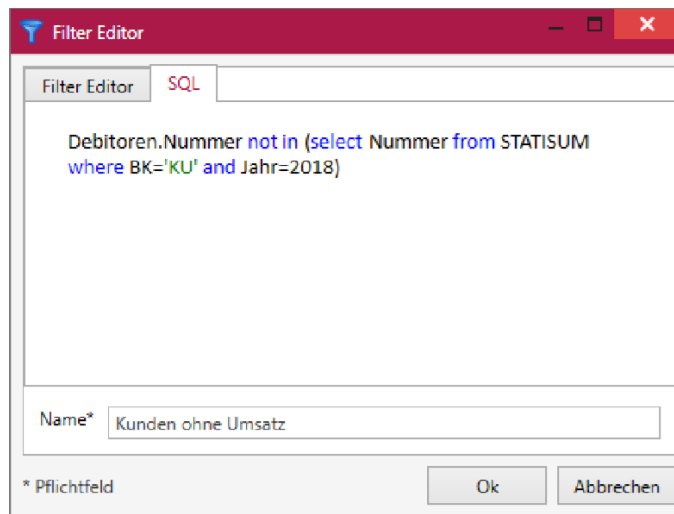 Filter Editor
Filter Editor
SQL
Debitoren.Nummer not in (select Nummer from STATISUM
where BK='KU' and Jahr=2018)
Name* Kunden ohne Umsatz
* Pflichtfeld
Ok
Abbrechen